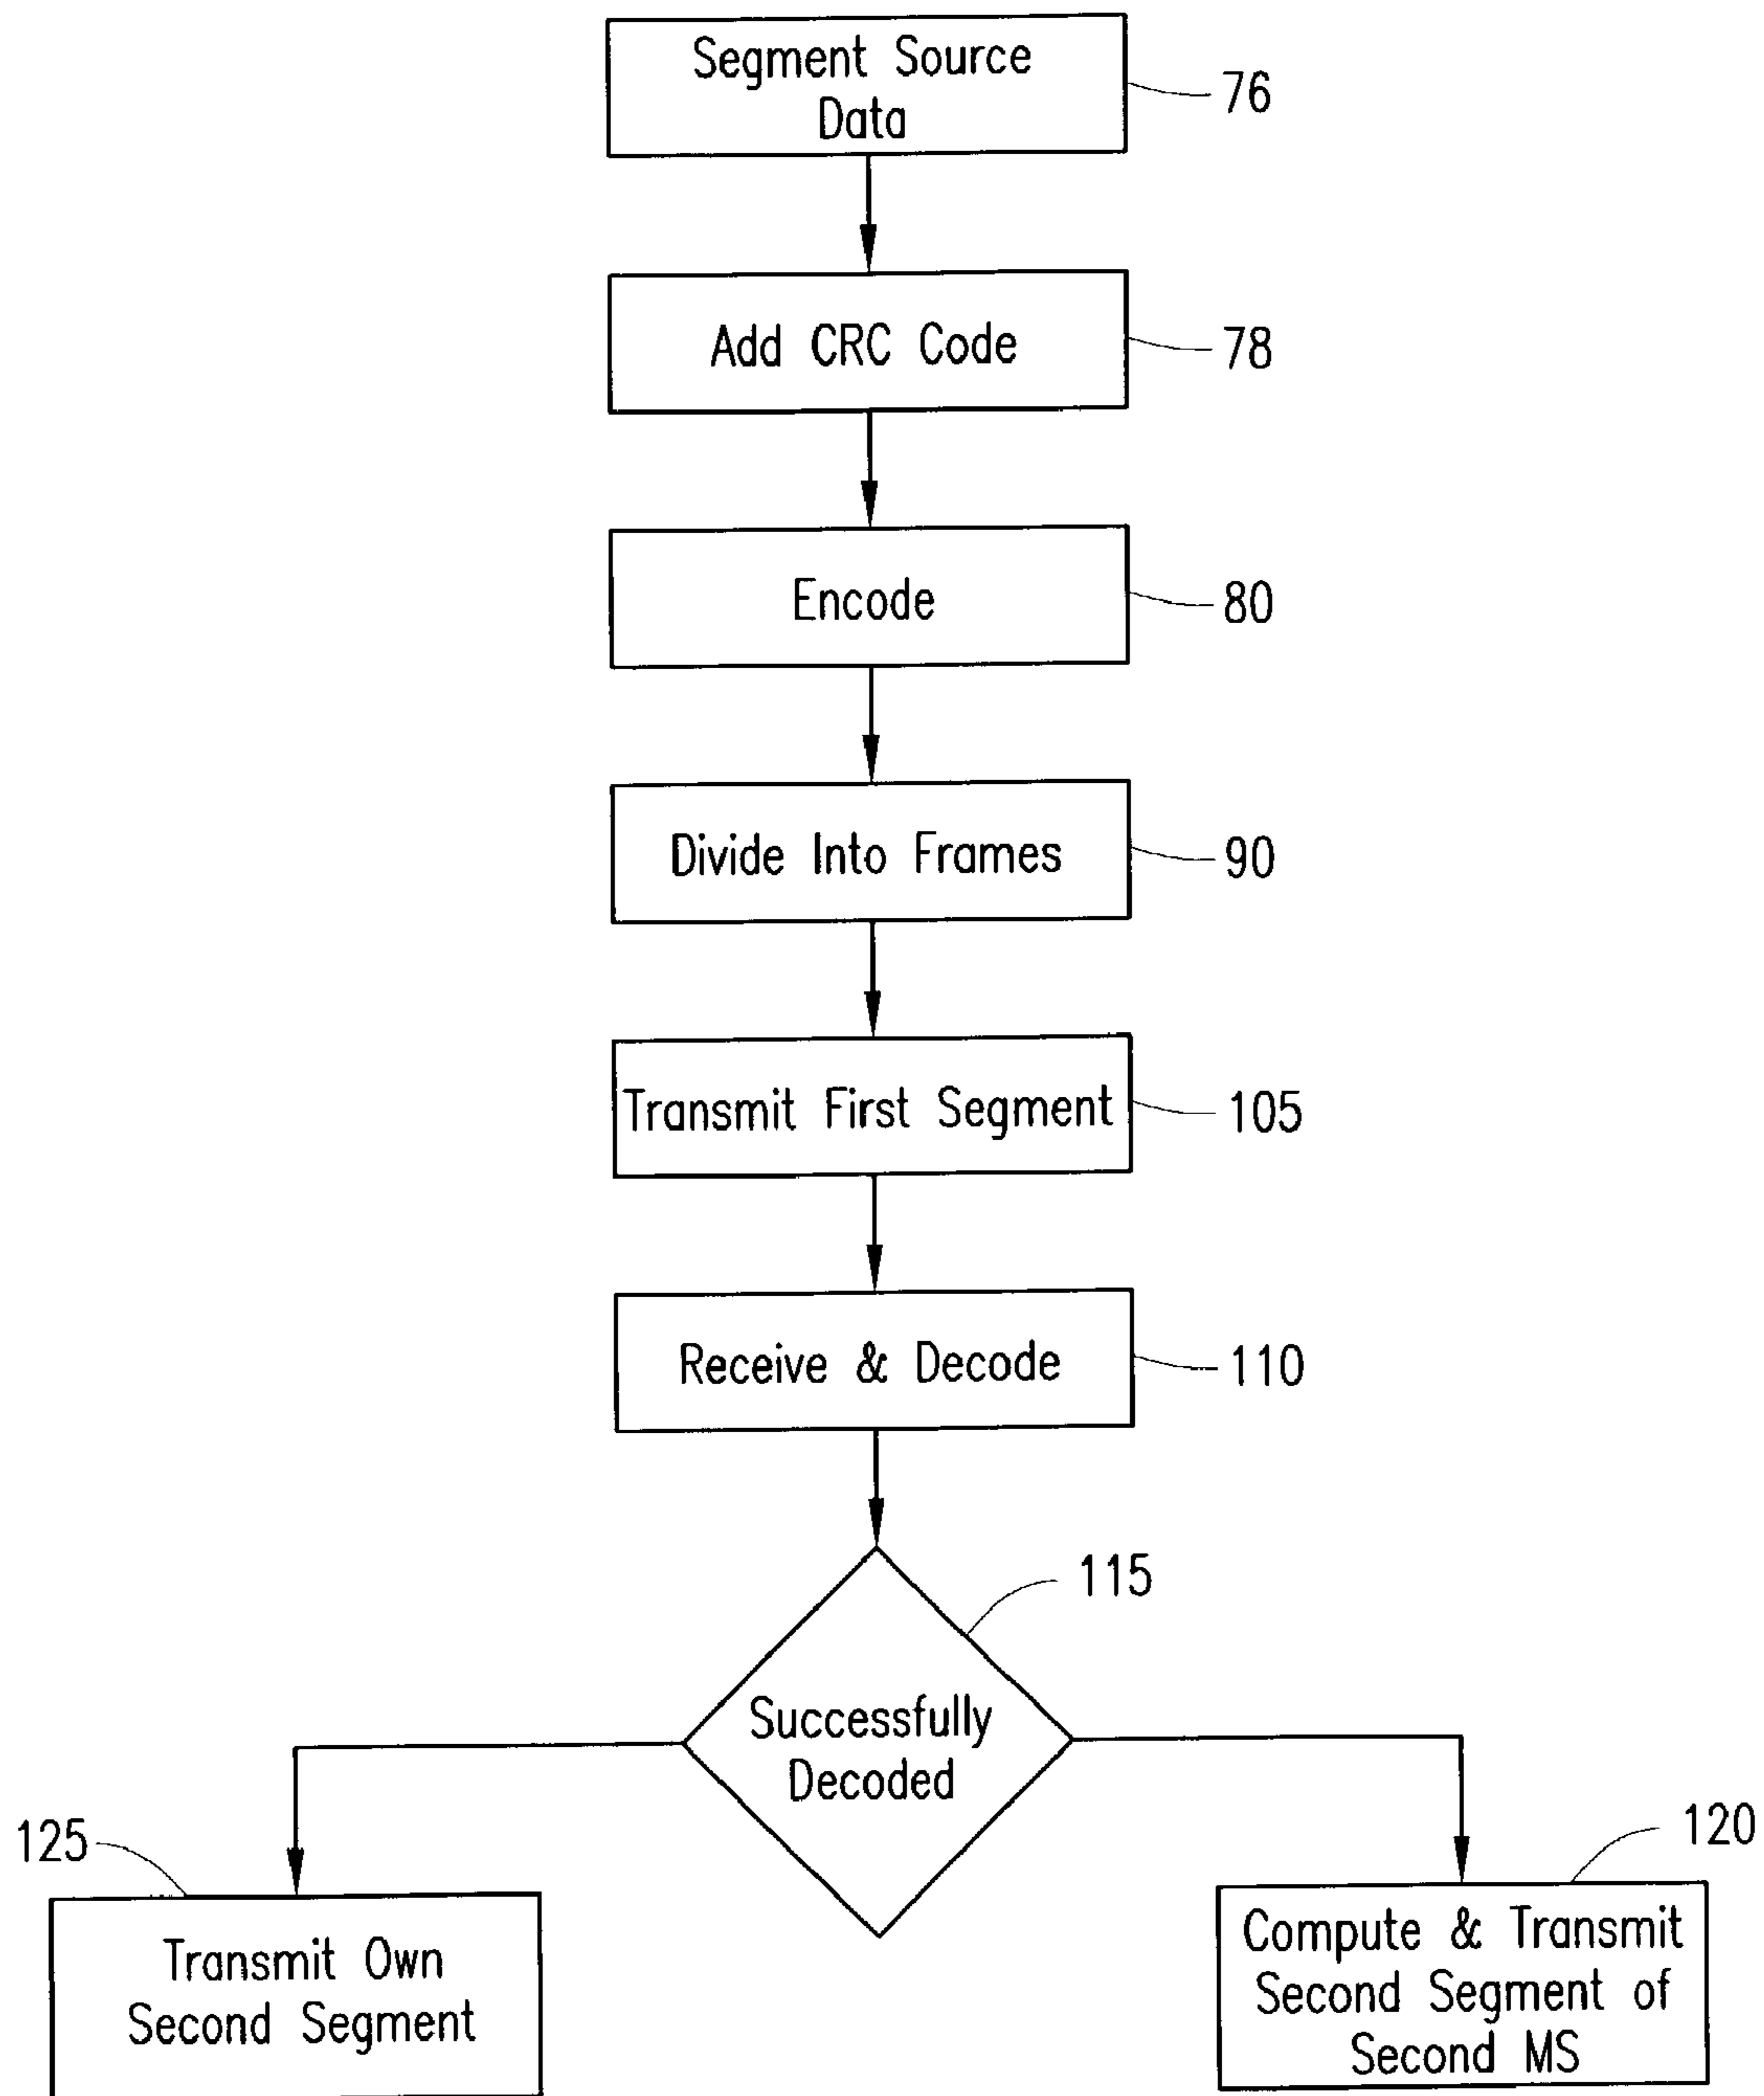 Segment Source
Data
76
Add CRC Code
78
Encode
80
Divide Into Frames
90
Transmit First Segment
105
Receive & Decode
110
115
Successfully
Decoded
125
Transmit Own
Second Segment
120
Compute & Transmit
Second Segment of
Second MS